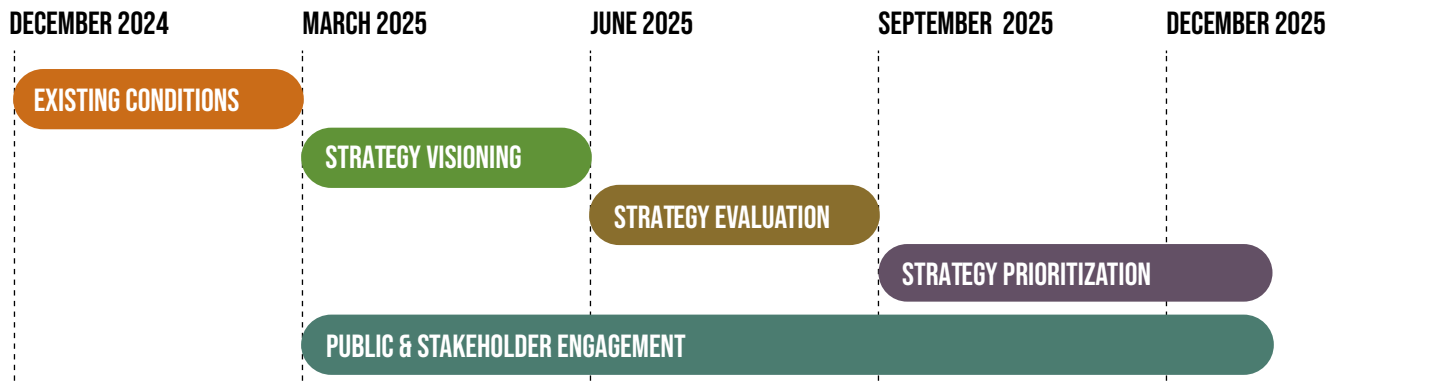 DECEMBER 2024
MARCH 2025
JUNE 2025
SEPTEMBER 2025
DECEMBER 2025
EXISTING CONDITIONS
STRATEGY VISIONING
STRATEGY EVALUATION
STRATEGY PRIORITIZATION
PUBLIC & STAKEHOLDER ENGAGEMENT